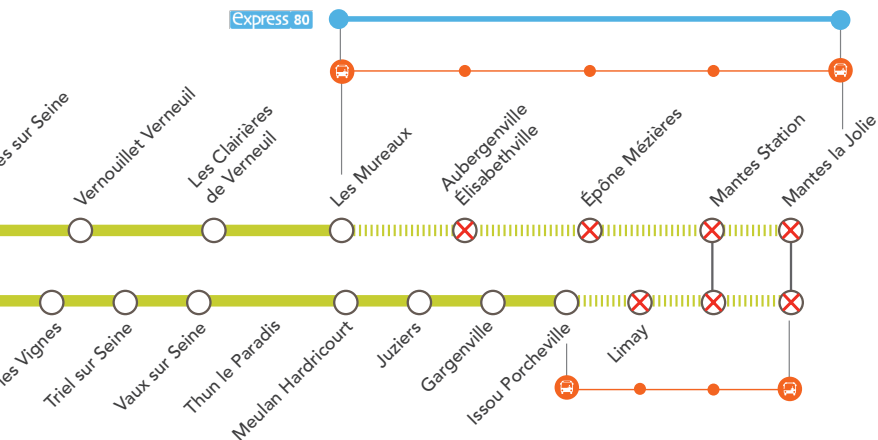 express 80
sur Seine
Vernouillet Verneuil
Les Clairières
de Verneuil
Les Mureaux
Aubergenville
Élisabethville
Épône Mézières
Mantes Station
Mantes la Jolie
les Vignes
Triel sur Seine
Vaux sur Seine
Thun le Paradis
Meulan Hardricourt
Juziers
Gargenville
Issou Porcheville
Limay